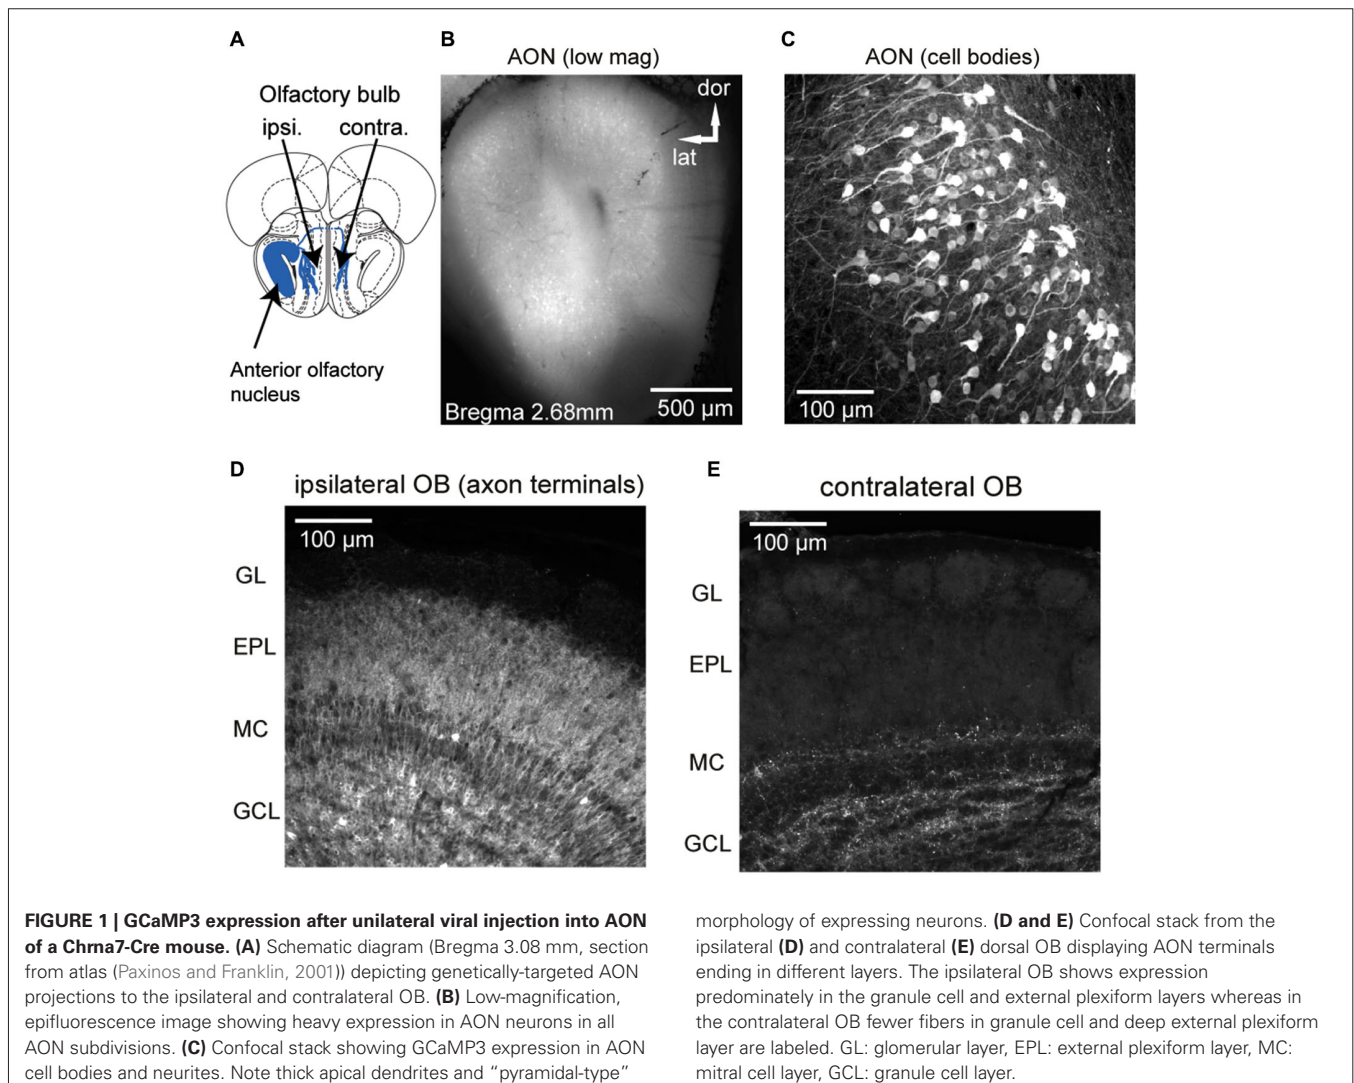 A
Olfactory bulb
ipsi. contra.
Anterior olfactory
nucleus
B
AON (low mag)
dor
lat
Bregma 2.68mm
500 µm
C
AON (cell bodies)
100 µm
D
ipsilateral OB (axon terminals)
100 µm
GL
EPL
MC
GCL
E
contralateral OB
100 µm
GL
EPL
MC
GCL
FIGURE 1 | GCaMP3 expression after unilateral viral injection into AON
of a Chrna7-Cre mouse. (A) Schematic diagram (Bregma 3.08 mm, section
from atlas (Paxinos and Franklin, 2001)) depicting genetically-targeted AON
projections to the ipsilateral and contralateral OB. (B) Low-magnification,
epifluorescence image showing heavy expression in AON neurons in all
AON subdivisions. (C) Confocal stack showing GCaMP3 expression in AON
cell bodies and neurites. Note thick apical dendrites and “pyramidal-type”
morphology of expressing neurons. (D and E) Confocal stack from the
ipsilateral (D) and contralateral (E) dorsal OB displaying AON terminals
ending in different layers. The ipsilateral OB shows expression
predominately in the granule cell and external plexiform layers whereas in
the contralateral OB fewer fibers in granule cell and deep external plexiform
layer are labeled. GL: glomerular layer, EPL: external plexiform layer, MC:
mitral cell layer, GCL: granule cell layer.